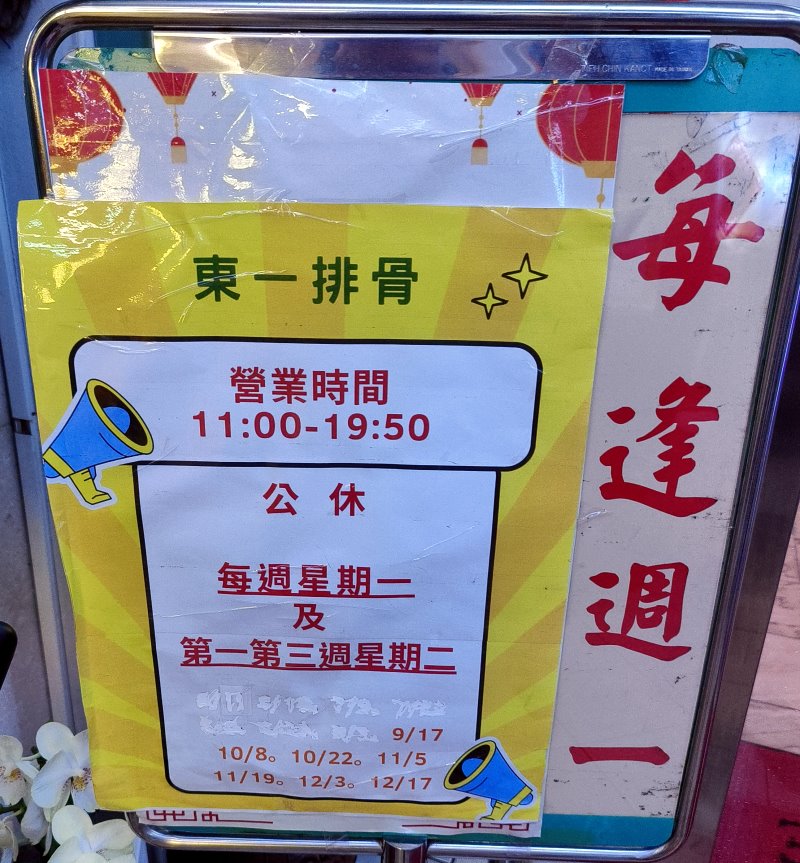 東一排骨
營業時間
11:00-19:50
公 休
每週星期一
及
第一第三週星期二
9/17
10/8。10/22。11/5
11/19。12/3。12/17
每逢週一